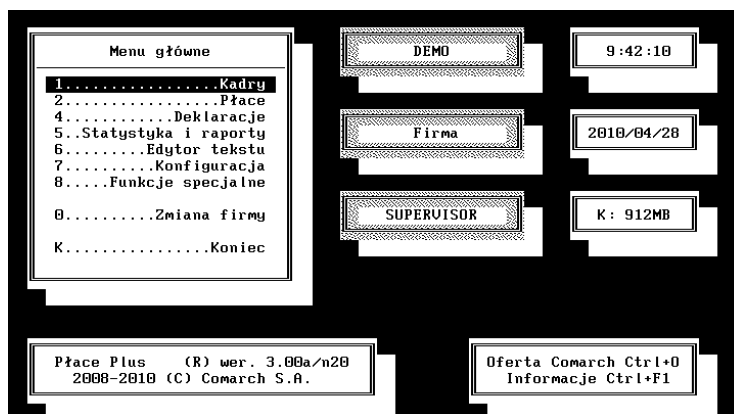 Menu główne
1.................Kadry
2.................Płace
4............Deklaracje
5..Statystyka i raporty
6.........Edytor tekstu
7..........Konfiguracja
8.....Funkcje specjalne
0..........Zmiana firmy
K................Koniec
DEMO
9:42:10
Firma
2010/04/28
SUPERVISOR
K: 912MB
Płace Plus (R) wer. 3.00a/n20
2008-2010 (C) Comarch S.A.
Oferta Comarch Ctrl+O
Informacje Ctrl+F1